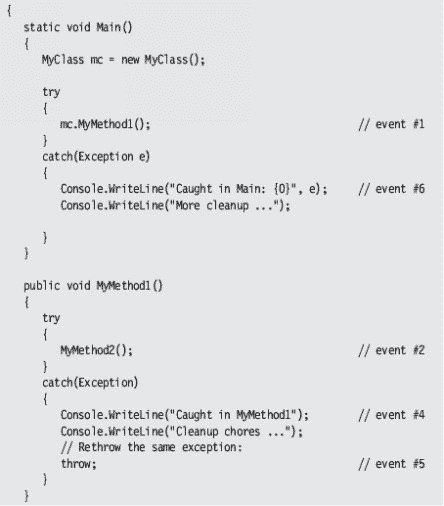 {
static void Main()
{
MyClass mc = new MyClass();
try
{
mc.MyMethod1(); // event #1
}
catch(Exception e)
{
Console.WriteLine("Caught in Main: {0}", e); // event #6
Console.WriteLine("More cleanup ...");
}
}
public void MyMethod1()
{
try
{
MyMethod2(); // event #2
}
catch(Exception)
{
Console.WriteLine("Caught in MyMethod1"); // event #4
Console.WriteLine("Cleanup chores ...");
// Rethrow the same exception:
throw; // event #5
}
}